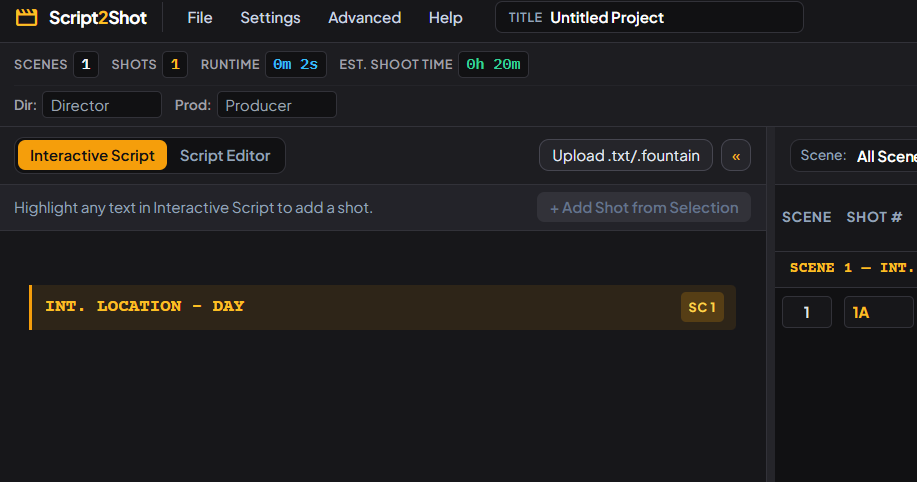 Script2Shot File Settings Advanced Help TITLE Untitled Project
SCENES 1 SHOTS 1 RUNTIME 0m 2s EST. SHOOT TIME 0h 20m
Dir: Director Prod: Producer
Interactive Script Script Editor Upload .txt/.fountain «
Scene: All Scene
Highlight any text in Interactive Script to add a shot. + Add Shot from Selection
SCENE SHOT #
SCENE 1 — INT.
INT. LOCATION - DAY SC 1
1 1A